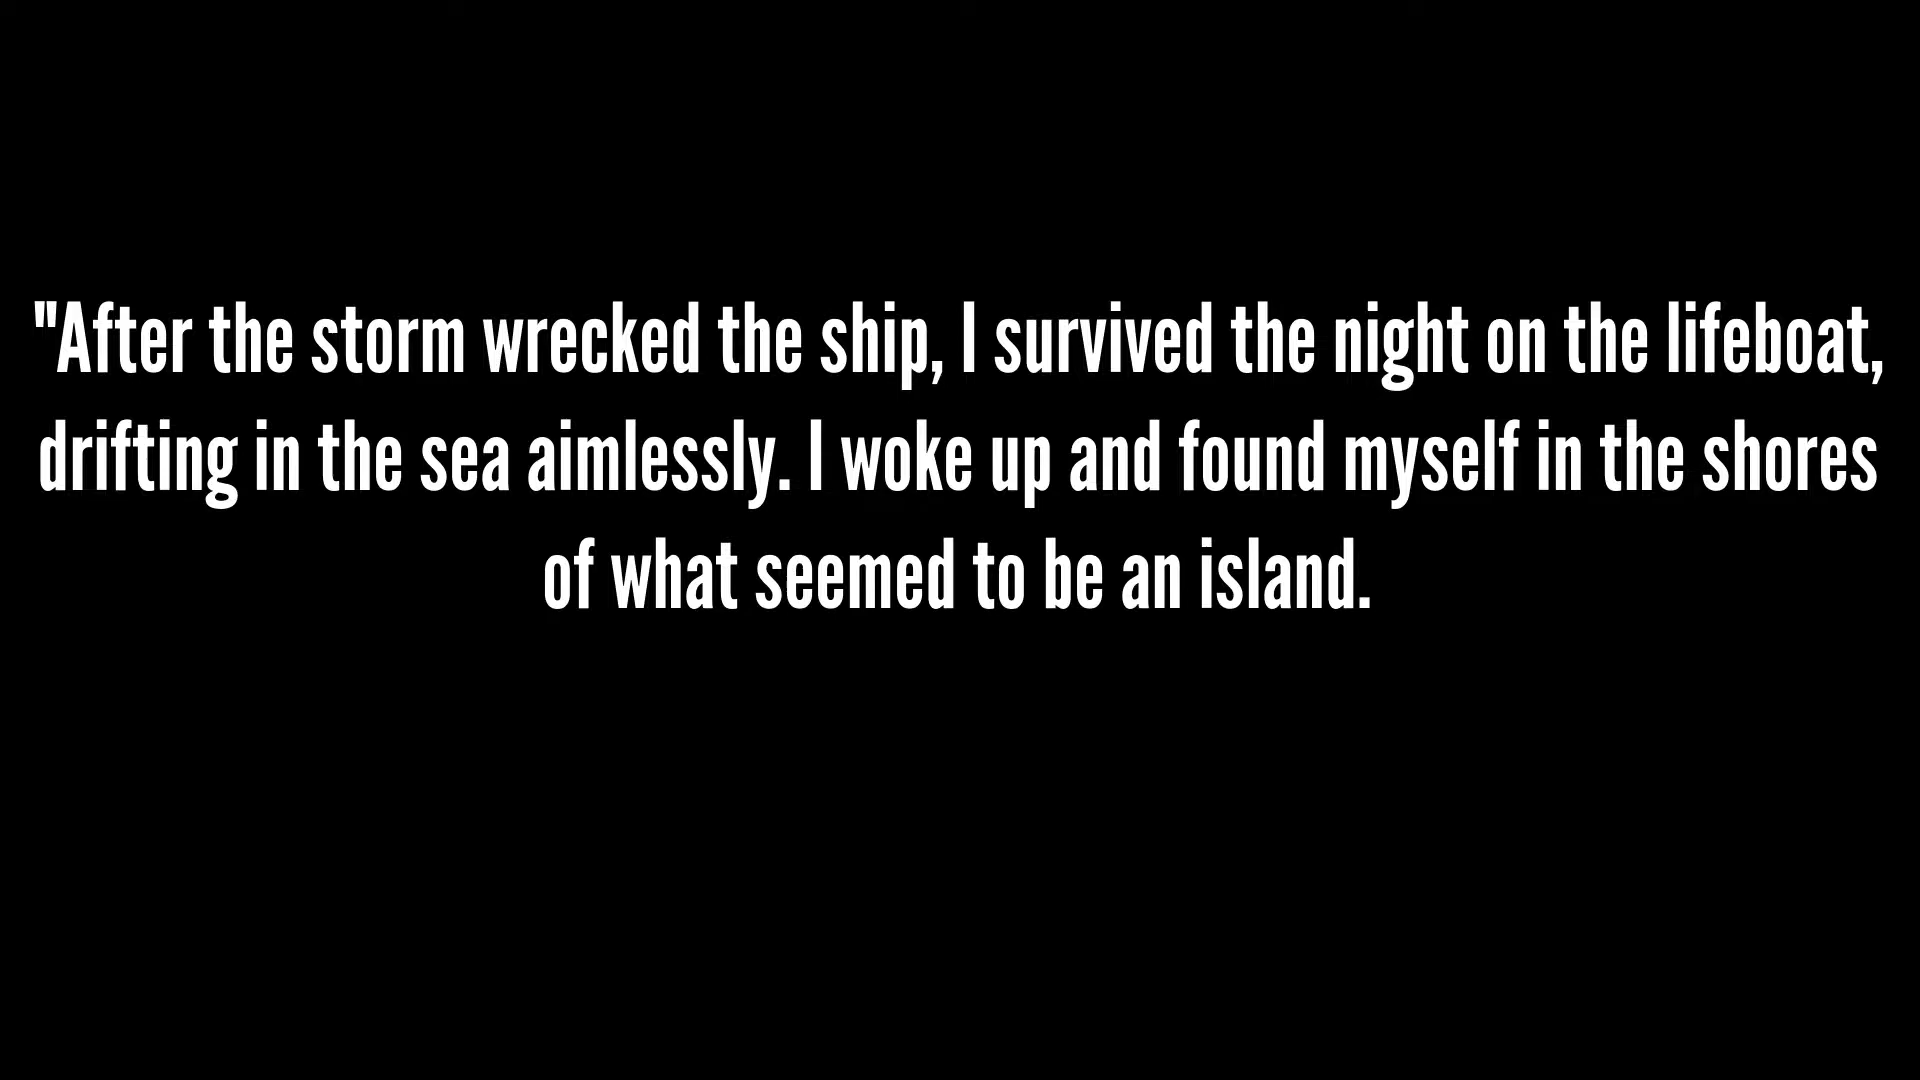 "After the storm wrecked the ship, I survived the night on the lifeboat,
drifting in the sea aimlessly. I woke up and found myself in the shores
of what seemed to be an island.